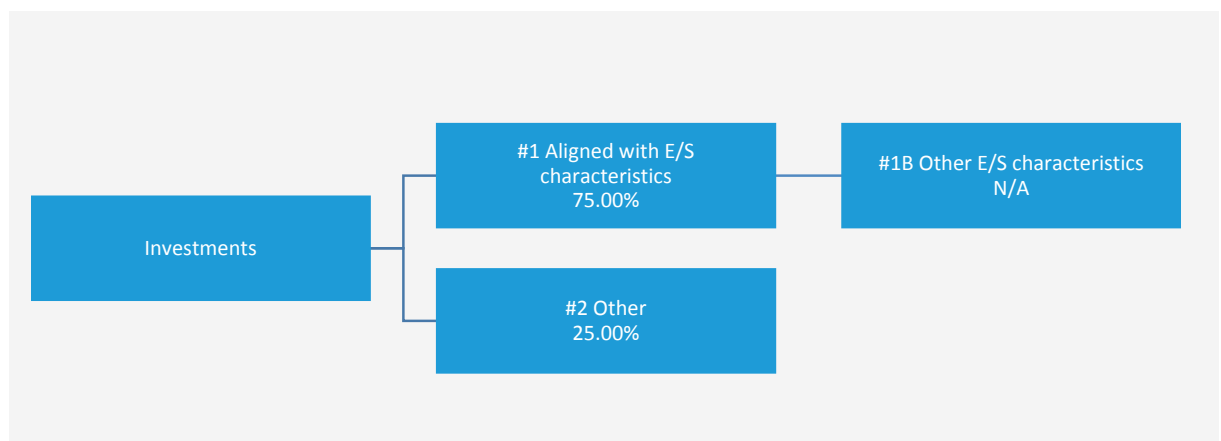 Investments
#1 Aligned with E/S
characteristics
75.00%
#1B Other E/S characteristics
N/A
#2 Other
25.00%